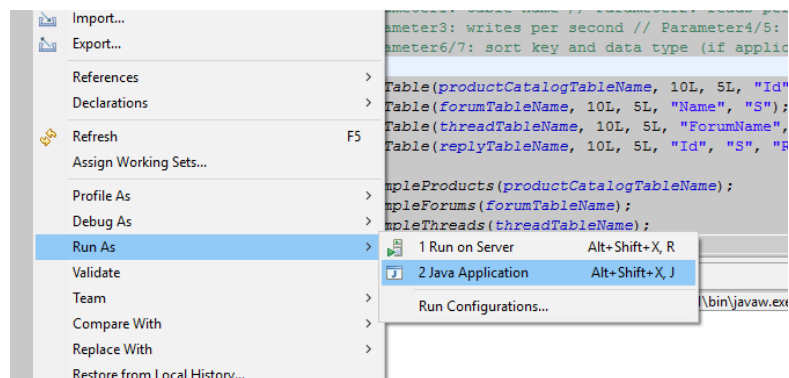 Import...
Export...
References
Declarations
Refresh F5
Assign Working Sets...
Profile As
Debug As
Run As
Validate
Team
Compare With
Replace With
Restore from Local History...
1 Run on Server Alt+Shift+X, R
2 Java Application Alt+Shift+X, J
Run Configurations...
ameter3: writes per second // Parameter4/5:
ameter6/7: sort key and data type (if applic
Table(productCatalogTableName, 10L, 5L, "Id"
Table(forumTableName, 10L, 5L, "Name", "S");
Table(threadTableName, 10L, 5L, "ForumName",
Table(replyTableName, 10L, 5L, "Id", "S", "R
mpleProducts(productCatalogTableName);
mpleForums(forumTableName);
mpleThreads(threadTableName);
\bin\javaw.exe